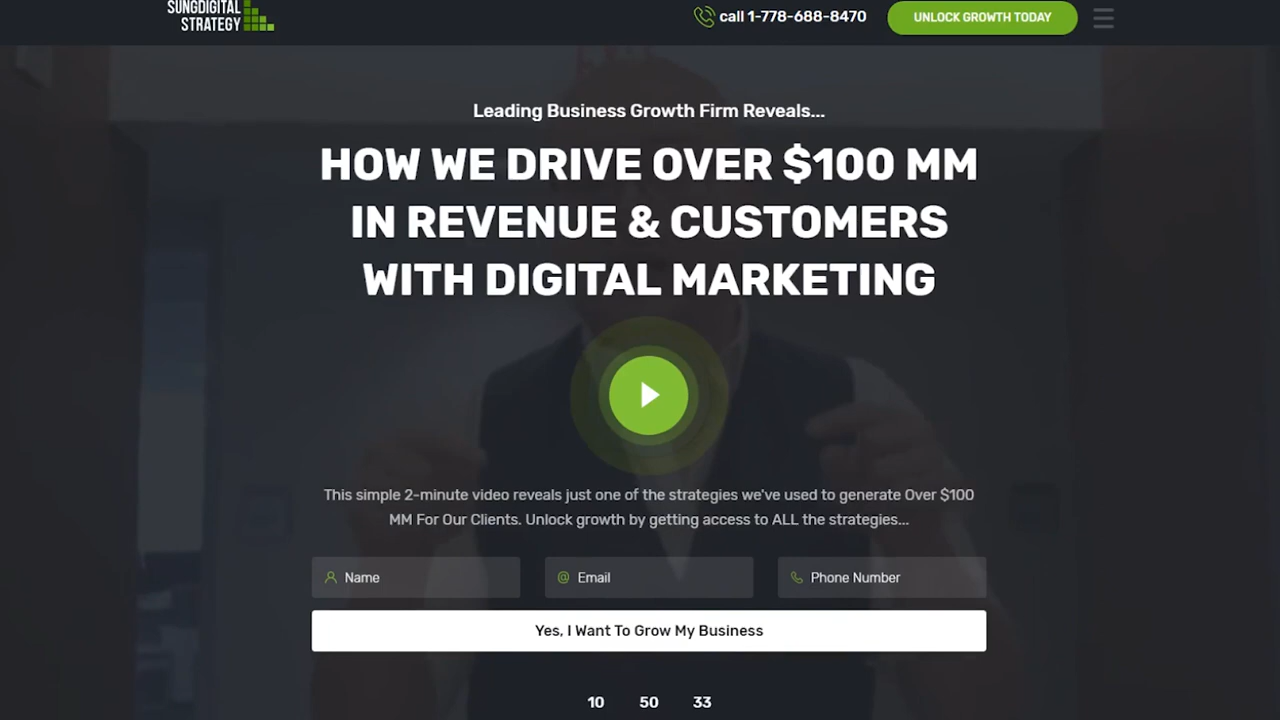 SUNGDIGITAL
STRATEGY
call 1-778-688-8470
UNLOCK GROWTH TODAY
Leading Business Growth Firm Reveals...
HOW WE DRIVE OVER $100 MM
IN REVENUE & CUSTOMERS
WITH DIGITAL MARKETING
This simple 2-minute video reveals just one of the strategies we've used to generate Over $100
MM For Our Clients. Unlock growth by getting access to ALL the strategies...
Name
Email
Phone Number
Yes, I Want To Grow My Business
10 50 33